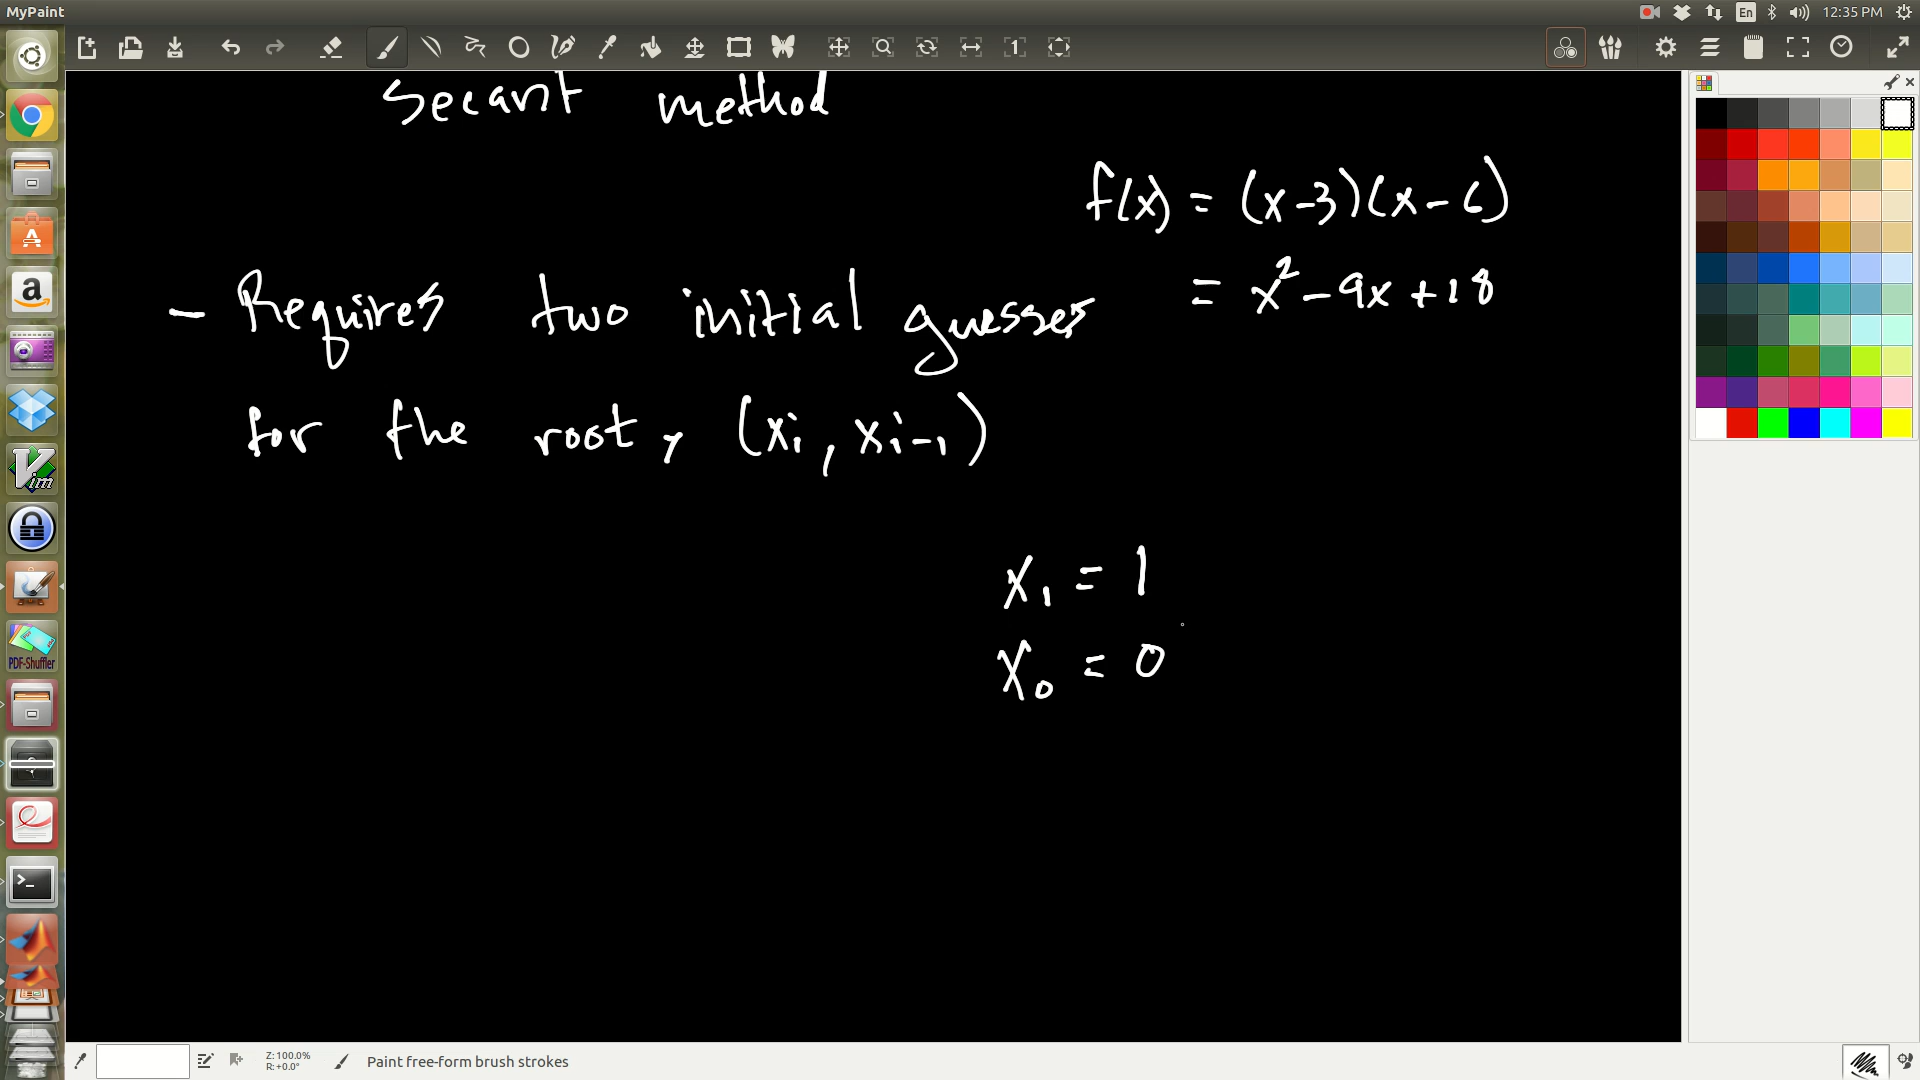 MyPaint
En
12:35 PM
secant method
f(x) = (x-3)(x-6)
= x² - 9x + 18
- Requires two initial guesses
for the root, (xi, xi-1)
x₁ = 1
x₀ = 0
PDF-Shuffler
Z: 100.0%
R: +0.0°
Paint free-form brush strokes